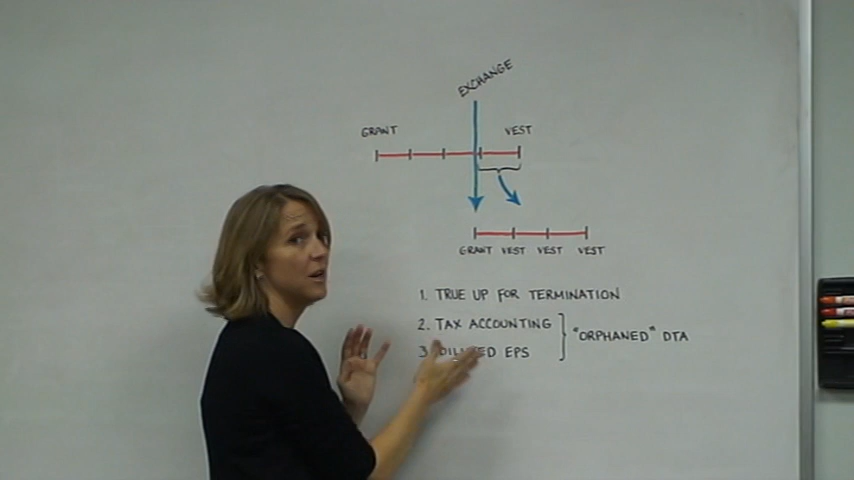 EXCHANGE
GRANT VEST
GRANT VEST VEST VEST
1. TRUE UP FOR TERMINATION
2. TAX ACCOUNTING
"ORPHANED" DTA
3 DILUTED EPS